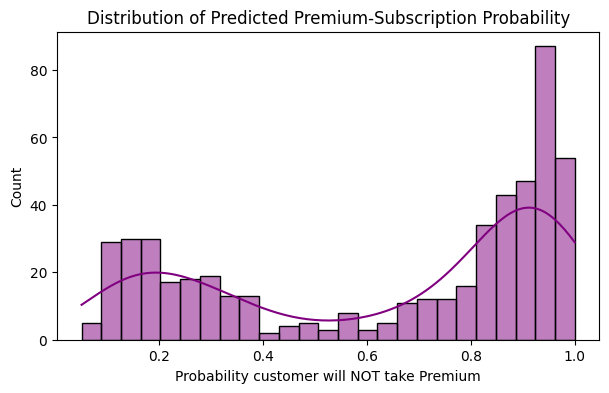 Distribution of Predicted Premium-Subscription Probability
80
60
40
20
0
Count
0.2 0.4 0.6 0.8 1.0
Probability customer will NOT take Premium